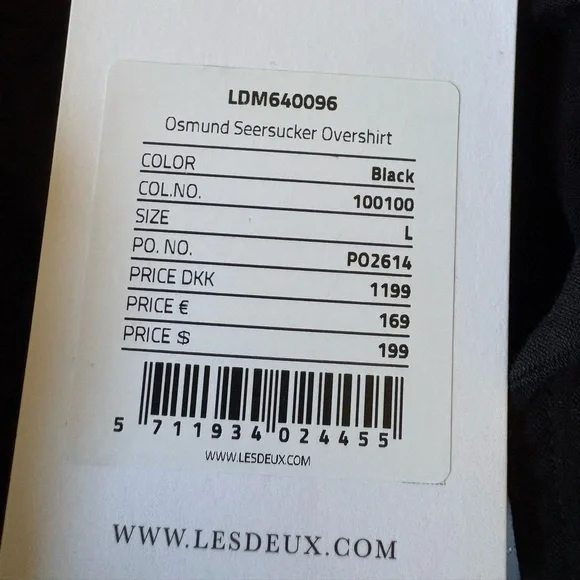 LDM640096
Osmund Seersucker Overshirt
COLOR Black
COL.NO. 100100
SIZE L
PO. NO. PO2614
PRICE DKK 1199
PRICE € 169
PRICE $ 199
5 711934 024455
WWW.LESDEUX.COM
WWW.LESDEUX.COM